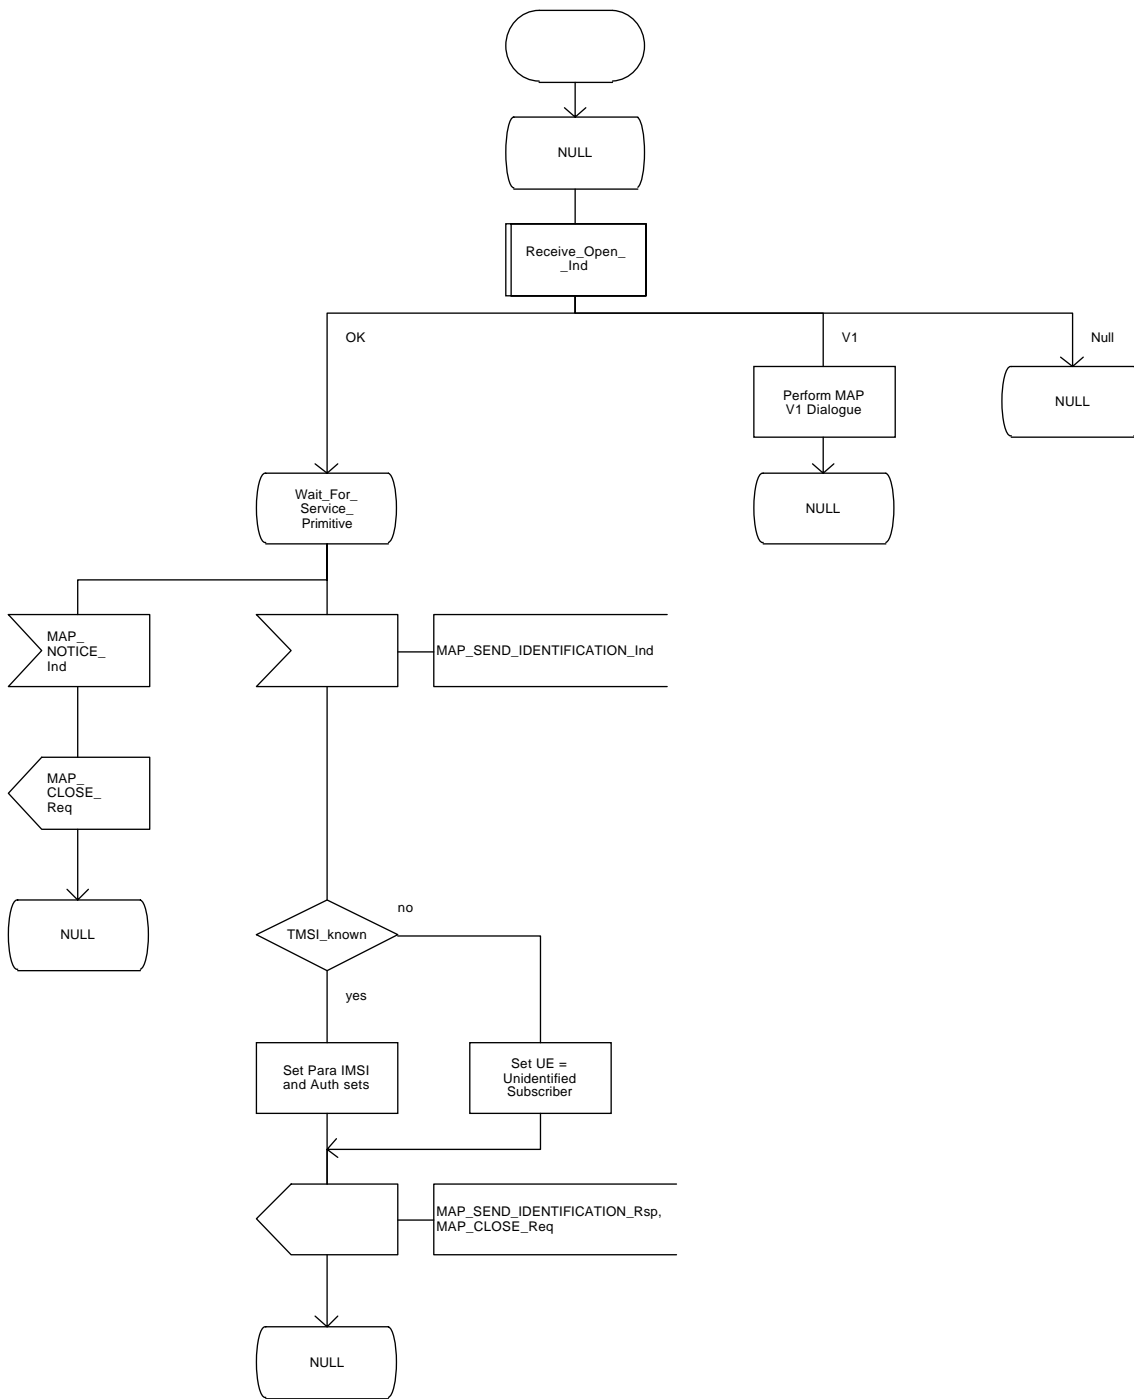 NULL
Receive_Open_
_Ind
OK
V1
Null
Perform MAP
V1 Dialogue
NULL
NULL
Wait_For_
Service_
Primitive
MAP_
NOTICE_
Ind
MAP_SEND_IDENTIFICATION_Ind
MAP_
CLOSE_
Req
NULL
TMSI_known
no
yes
Set Para IMSI
and Auth sets
Set UE =
Unidentified
Subscriber
MAP_SEND_IDENTIFICATION_Rsp,
MAP_CLOSE_Req
NULL